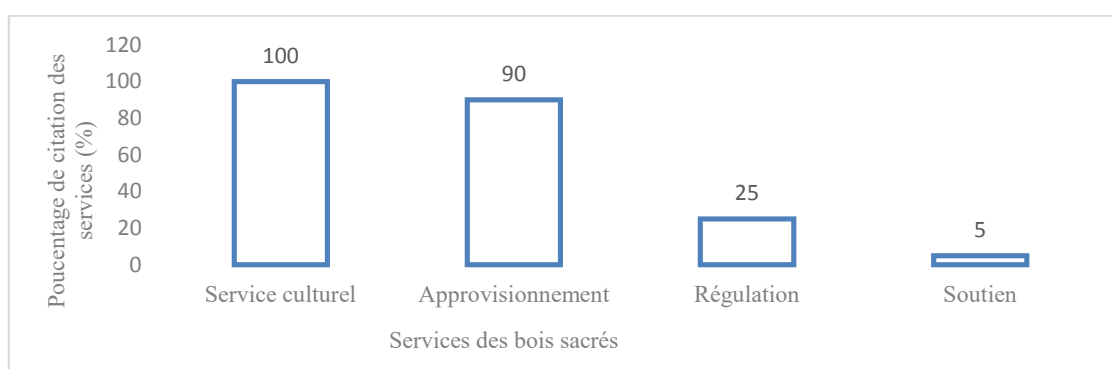 Poucentage de citation des
services (%)
120
100
80
60
40
20
0
100
90
25
5
Service culturel
Approvisionnement
Régulation
Soutien
Services des bois sacrés